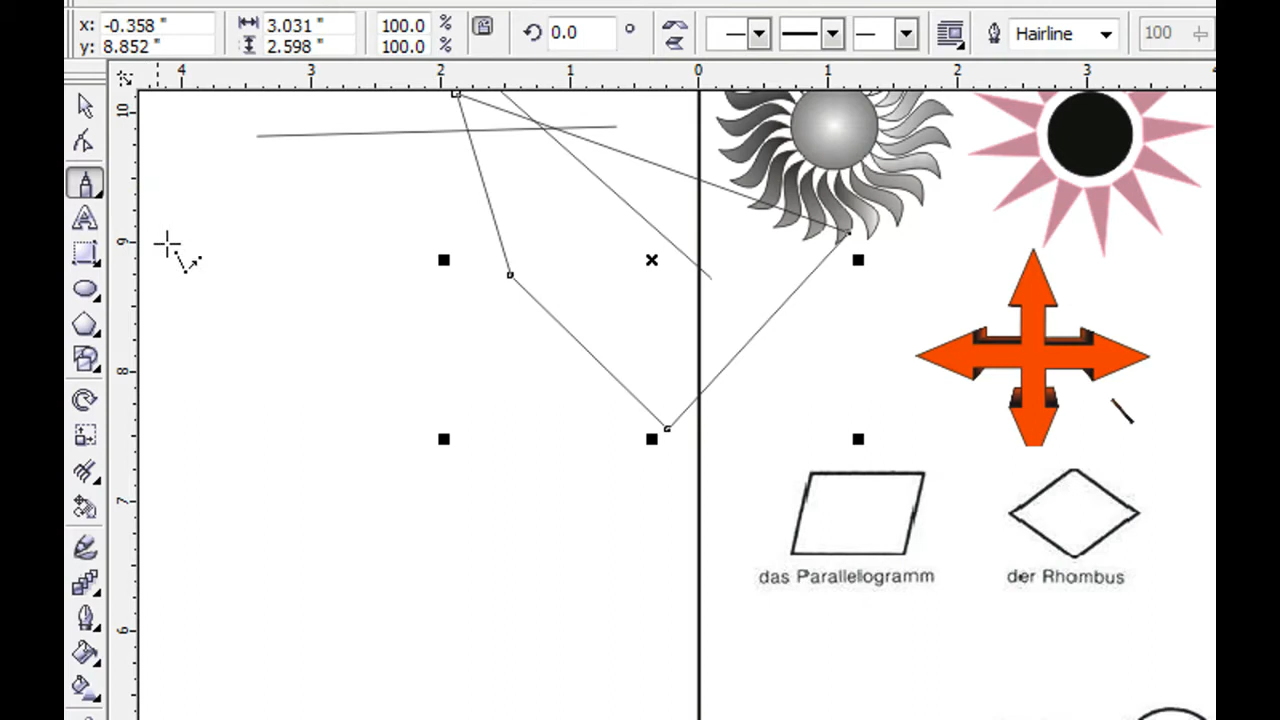 x: -0.358 " 3.031 " 100.0 % 0.0 ° Hairline 100
y: 8.852 " 2.598 " 100.0 %
4 3 2 1 0 1 2 3 4
10
9
8
7
6
das Parallelogramm der Rhombus